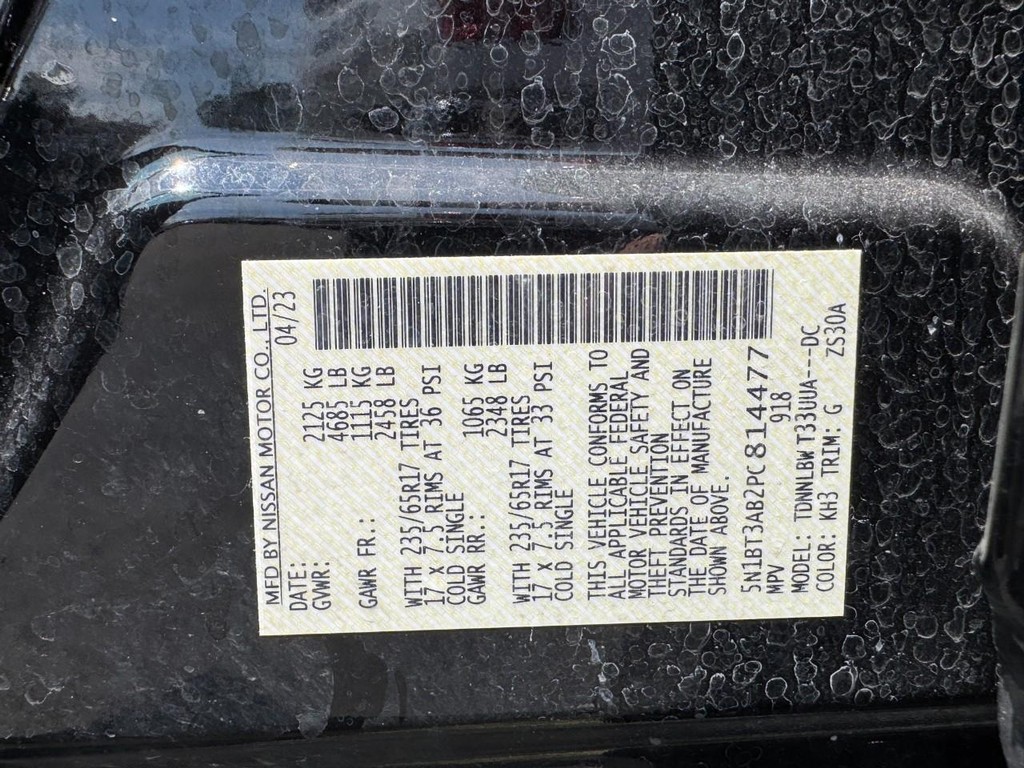 MFD BY NISSAN MOTOR CO., LTD.
DATE: 04/23
GVWR: 2125 KG
4685 LB
GAWR FR.: 1115 KG
2458 LB
WITH 235/65R17 TIRES
17 x 7.5 RIMS AT 36 PSI
COLD SINGLE
GAWR RR.: 1065 KG
2348 LB
WITH 235/65R17 TIRES
17 x 7.5 RIMS AT 33 PSI
COLD SINGLE
THIS VEHICLE CONFORMS TO
ALL APPLICABLE FEDERAL
MOTOR VEHICLE SAFETY AND
THEFT PREVENTION
STANDARDS IN EFFECT ON
THE DATE OF MANUFACTURE
SHOWN ABOVE.
5N1BT3AB2PC814477
MPV 918
MODEL: TDNNLBW T33UUA---DC
COLOR: KH3 TRIM: G ZS30A